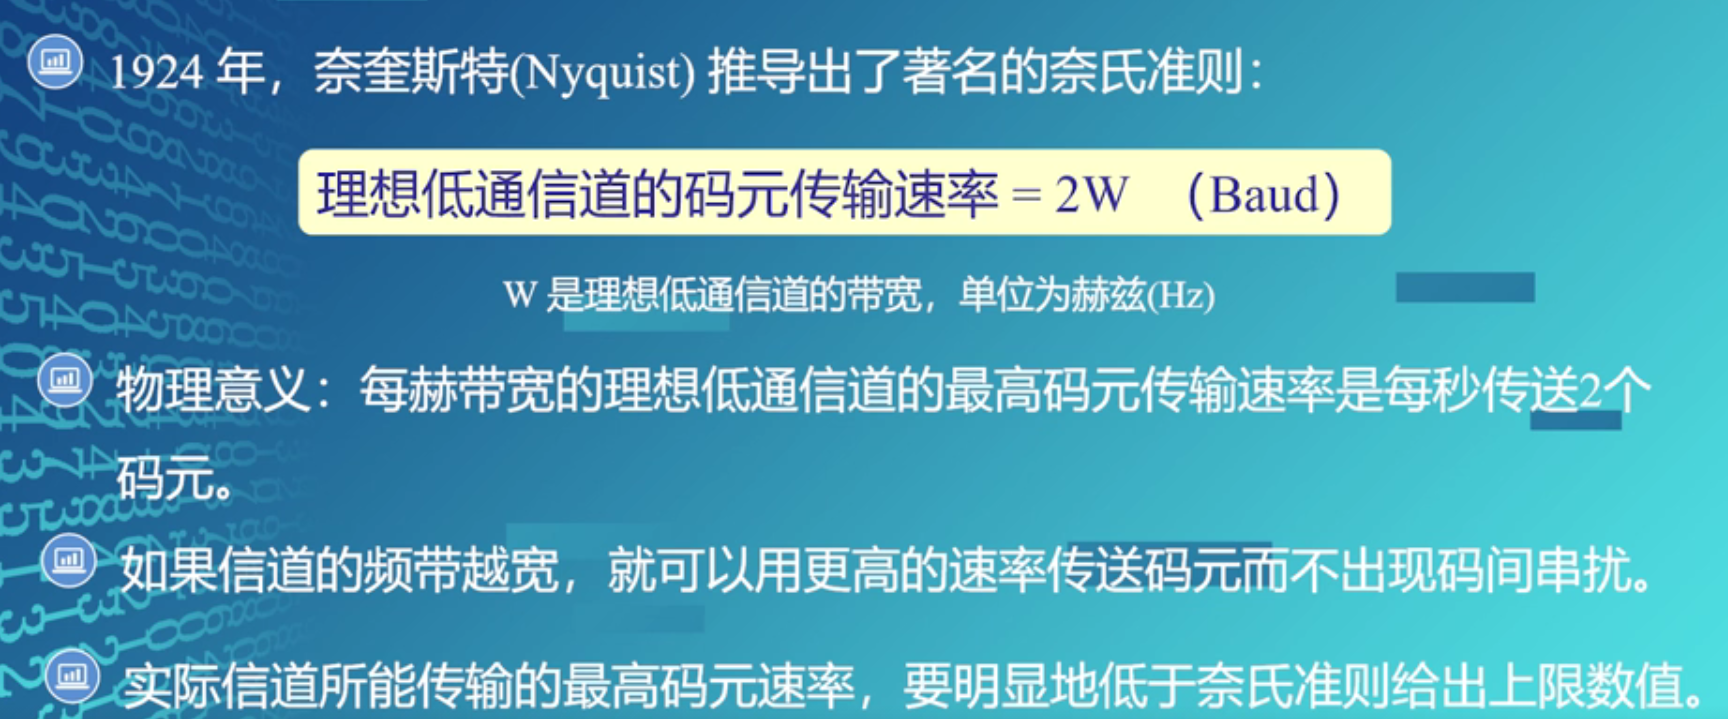 1924 年，奈奎斯特(Nyquist) 推导出了著名的奈氏准则：
理想低通信道的码元传输速率 = 2W （Baud）
W 是理想低通信道的带宽，单位为赫兹(Hz)
物理意义：每赫带宽的理想低通信道的最高码元传输速率是每秒传送2个
码元。
如果信道的频带越宽，就可以用更高的速率传送码元而不出现码间串扰。
实际信道所能传输的最高码元速率，要明显地低于奈氏准则给出上限数值。